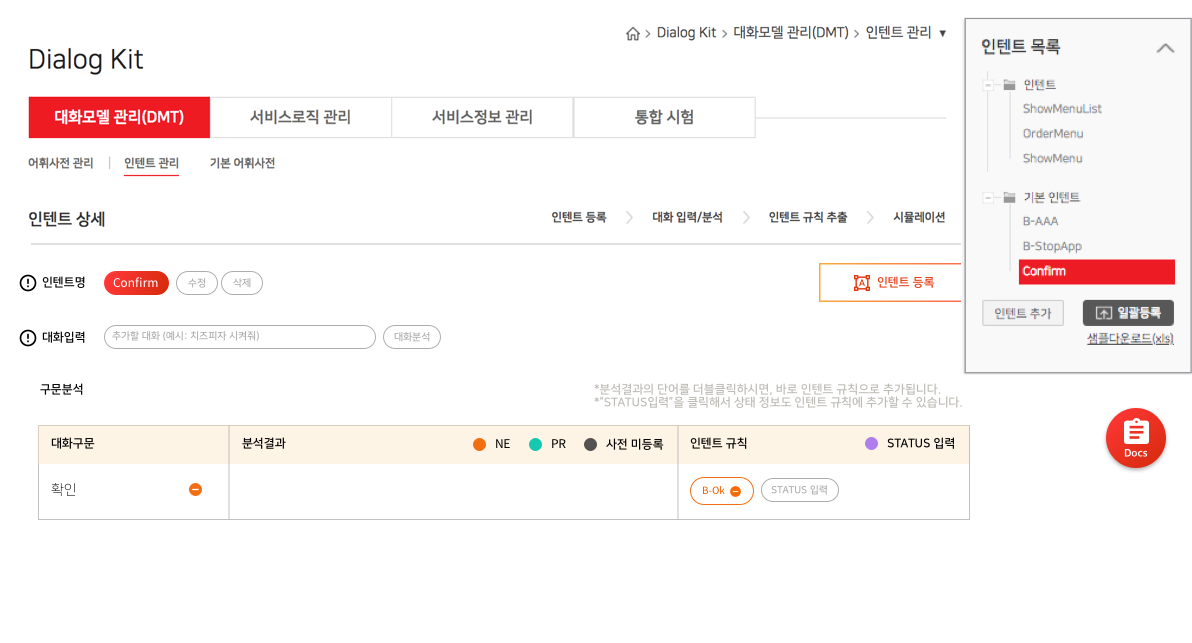 Dialog Kit > 대화모델 관리(DMT) > 인텐트 관리 ▼
Dialog Kit
대화모델 관리(DMT) 서비스로직 관리 서비스정보 관리 통합 시험
어휘사전 관리 | 인텐트 관리 기본 어휘사전
인텐트 상세
인텐트 등록 > 대화 입력/분석 > 인텐트 규칙 추출 > 시뮬레이션
인텐트명 Confirm 수정 삭제
인텐트 등록
대화입력 추가할 대화 (예시: 치즈피자 시켜줘) 대화분석
구문분석
*분석결과의 단어를 더블클릭하시면, 바로 인텐트 규칙으로 추가됩니다.
*"STATUS입력"을 클릭해서 상태 정보도 인텐트 규칙에 추가할 수 있습니다.
대화구문 분석결과 NE PR 사전 미등록 인텐트 규칙 STATUS 입력
확인 B-Ok STATUS 입력
인텐트 목록
인텐트
ShowMenuList
OrderMenu
ShowMenu
기본 인텐트
B-AAA
B-StopApp
Confirm
인텐트 추가 일괄등록
샘플다운로드(xls)
Docs